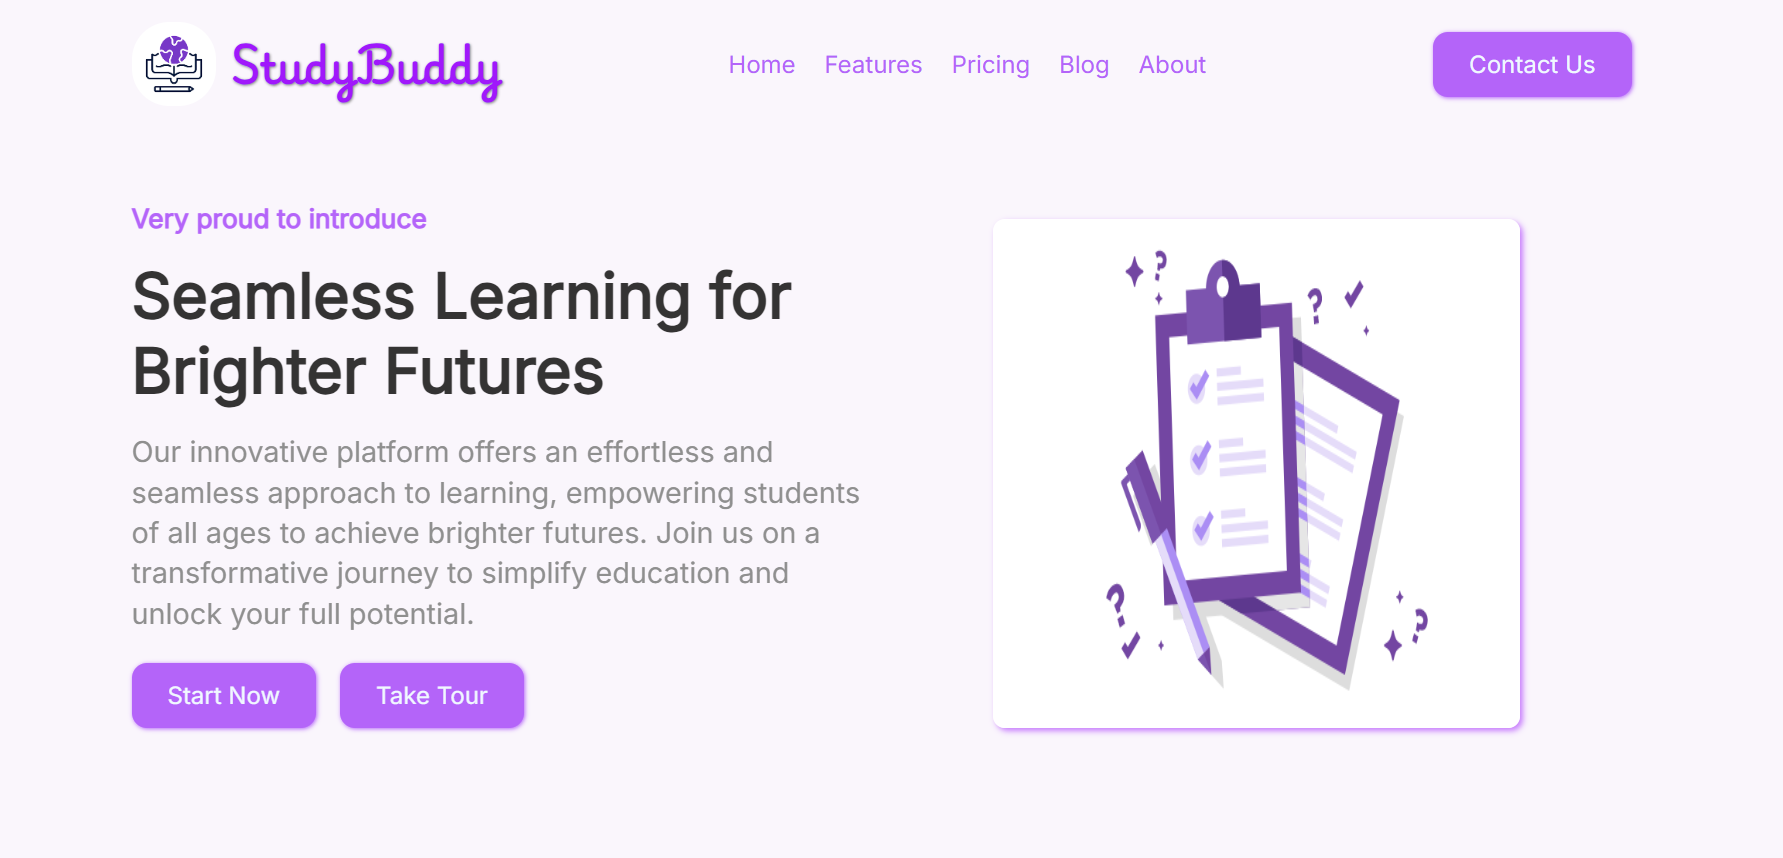 StudyBuddy
Home Features Pricing Blog About
Contact Us
Very proud to introduce
Seamless Learning for
Brighter Futures
Our innovative platform offers an effortless and
seamless approach to learning, empowering students
of all ages to achieve brighter futures. Join us on a
transformative journey to simplify education and
unlock your full potential.
Start Now Take Tour